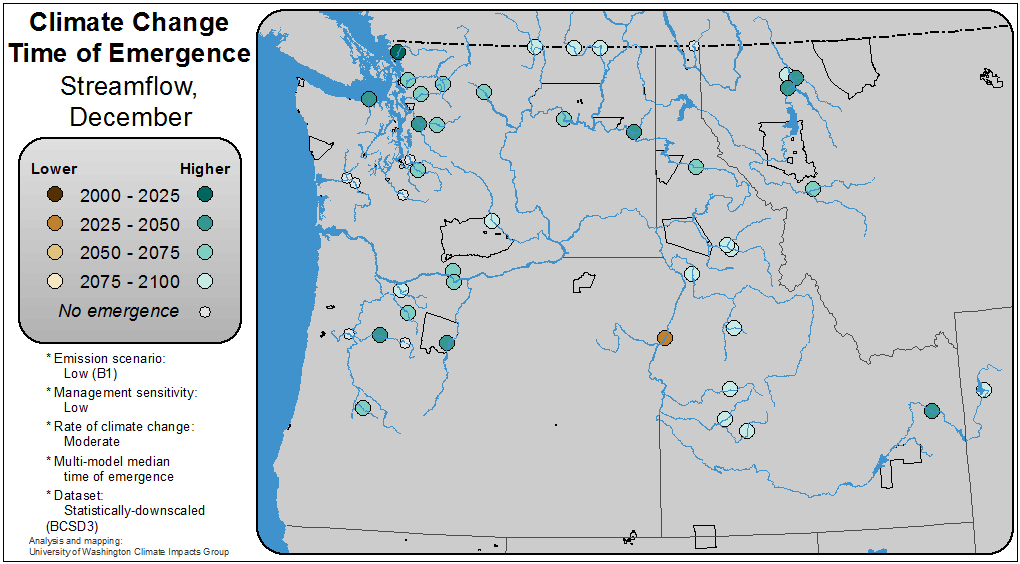 Climate Change
Time of Emergence
Streamflow,
December
Lower Higher
2000 - 2025
2025 - 2050
2050 - 2075
2075 - 2100
No emergence
* Emission scenario:
Low (B1)
* Management sensitivity:
Low
* Rate of climate change:
Moderate
* Multi-model median
time of emergence
* Dataset:
Statistically-downscaled
(BCSD3)
Analysis and mapping:
University of Washington Climate Impacts Group